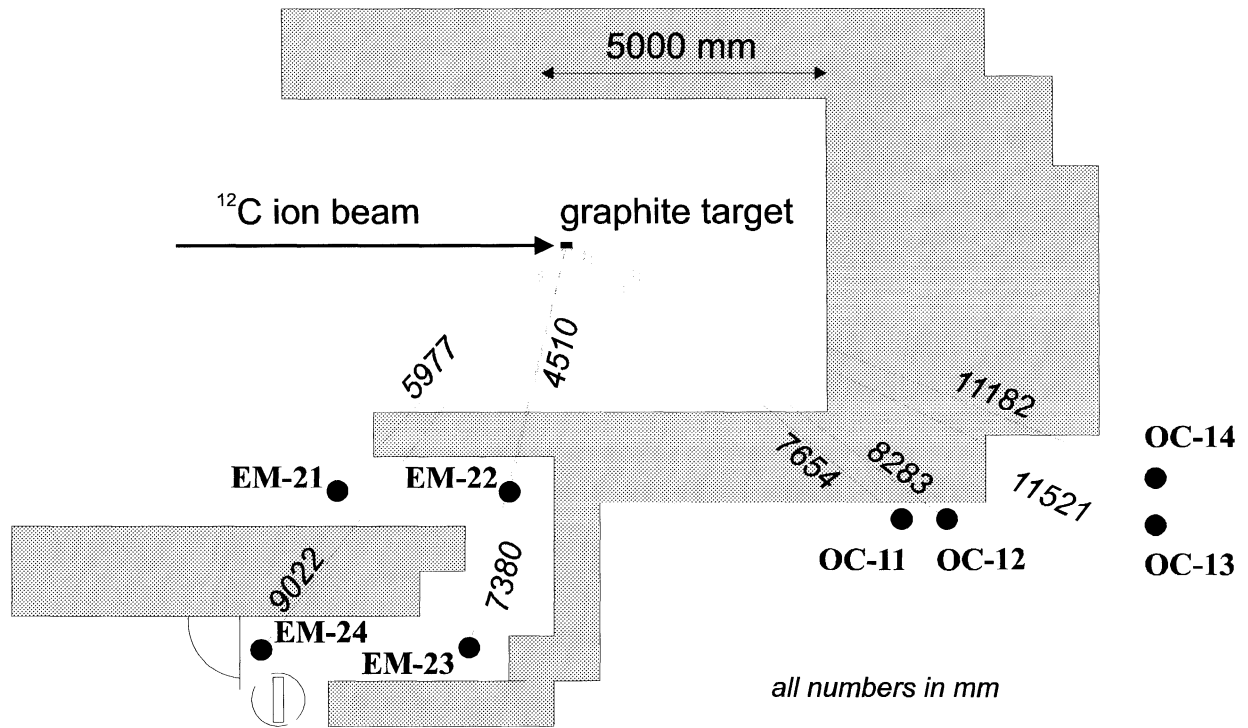 5000 mm
¹²C ion beam
graphite target
5977
4510
11182
7654
8283
11521
OC-14
EM-21
EM-22
OC-11
OC-12
OC-13
9022
7380
EM-24
EM-23
all numbers in mm